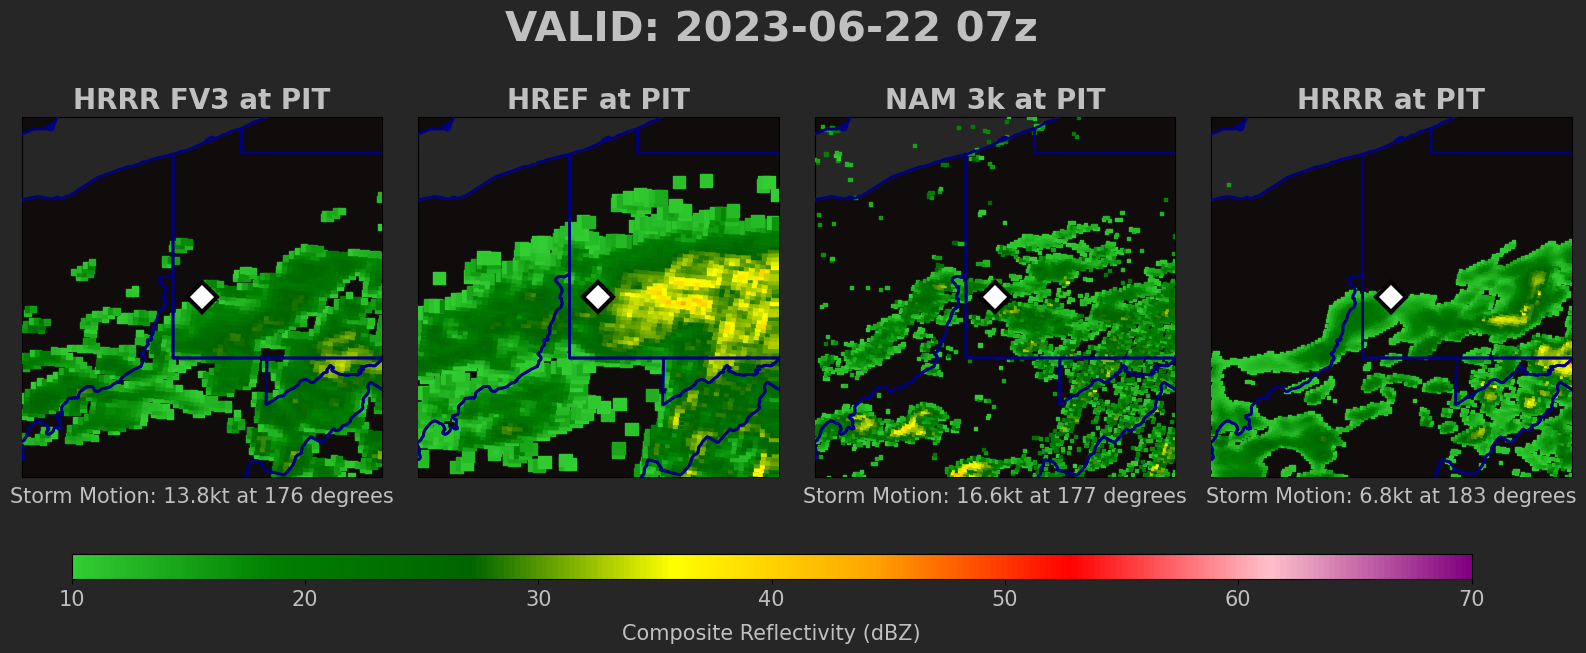 VALID: 2023-06-22 07z
HRRR FV3 at PIT
HREF at PIT
NAM 3k at PIT
HRRR at PIT
Storm Motion: 13.8kt at 176 degrees
Storm Motion: 16.6kt at 177 degrees
Storm Motion: 6.8kt at 183 degrees
10 20 30 40 50 60 70
Composite Reflectivity (dBZ)